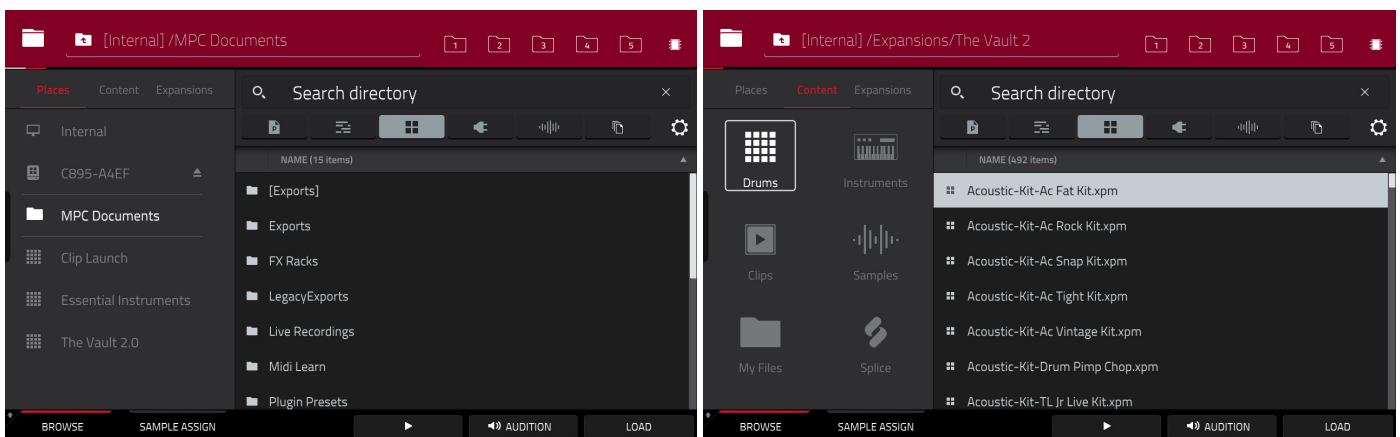 [Internal] /MPC Documents
1 2 3 4 5
Places Content Expansions
Search directory
P
NAME (15 items)
Internal
C895-A4EF
MPC Documents
Clip Launch
Essential Instruments
The Vault 2.0
[Exports]
Exports
FX Racks
LegacyExports
Live Recordings
Midi Learn
Plugin Presets
BROWSE SAMPLE ASSIGN AUDITION LOAD
[Internal] /Expansions/The Vault 2
1 2 3 4 5
Places Content Expansions
Search directory
P
NAME (492 items)
Drums
Instruments
Clips
Samples
My Files
Splice
Acoustic-Kit-Ac Fat Kit.xpm
Acoustic-Kit-Ac Rock Kit.xpm
Acoustic-Kit-Ac Snap Kit.xpm
Acoustic-Kit-Ac Tight Kit.xpm
Acoustic-Kit-Ac Vintage Kit.xpm
Acoustic-Kit-Drum Pimp Chop.xpm
Acoustic-Kit-TL Jr Live Kit.xpm
BROWSE SAMPLE ASSIGN AUDITION LOAD